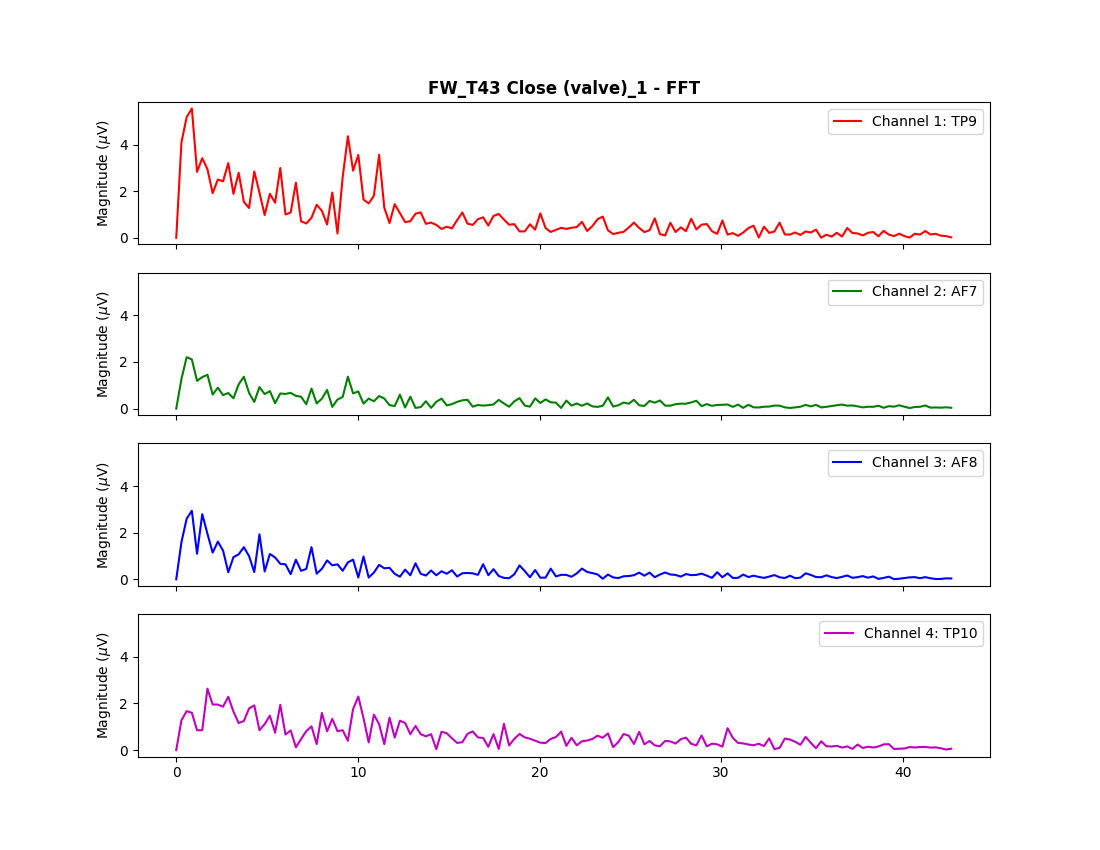 FW_T43 Close (valve)_1 - FFT
Magnitude (μV)
4
2
0
Channel 1: TP9
Magnitude (μV)
4
2
0
Channel 2: AF7
Magnitude (μV)
4
2
0
Channel 3: AF8
Magnitude (μV)
4
2
0
Channel 4: TP10
0 10 20 30 40